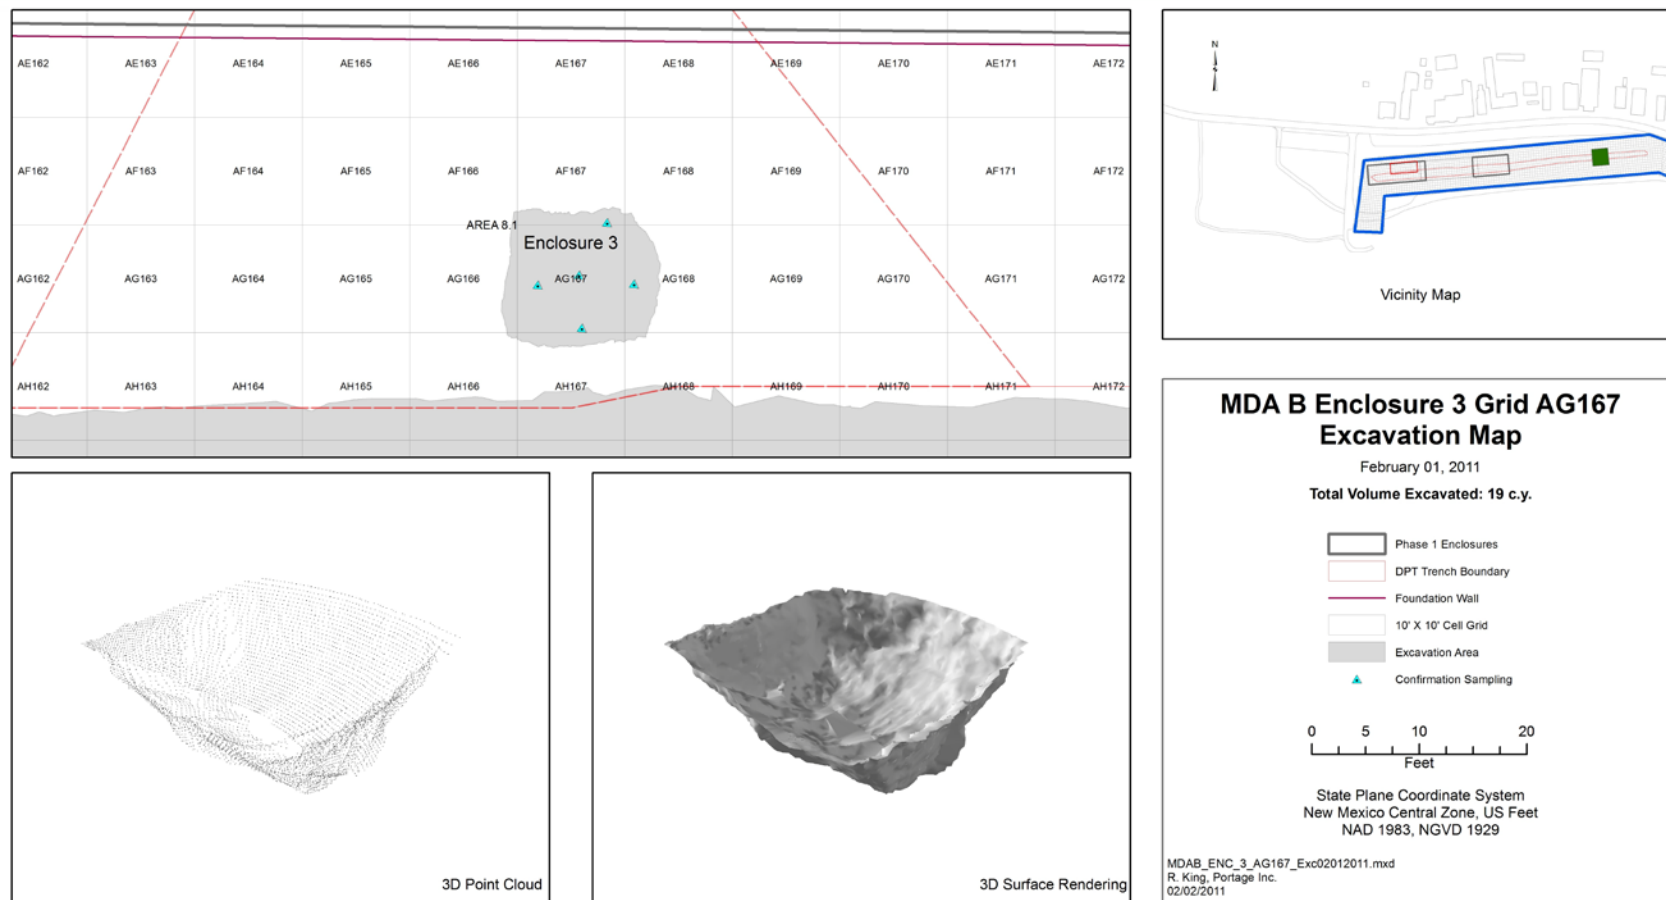 AE162 AE163 AE164 AE165 AE166 AE167 AE168 AE169 AE170 AE171 AE172
AF162 AF163 AF164 AF165 AF166 AF167 AF168 AF169 AF170 AF171 AF172
AREA 8.1
Enclosure 3
AG162 AG163 AG164 AG165 AG166 AG167 AG168 AG169 AG170 AG171 AG172
AH162 AH163 AH164 AH165 AH166 AH167 AH168 AH169 AH170 AH171 AH172
3D Point Cloud
3D Surface Rendering
N
Vicinity Map
MDA B Enclosure 3 Grid AG167
Excavation Map
February 01, 2011
Total Volume Excavated: 19 c.y.
Phase 1 Enclosures
DPT Trench Boundary
Foundation Wall
10' X 10' Cell Grid
Excavation Area
Confirmation Sampling
0 5 10 20
Feet
State Plane Coordinate System
New Mexico Central Zone, US Feet
NAD 1983, NGVD 1929
MDAB_ENC_3_AG167_Exc02012011.mxd
R. King, Portage Inc.
02/02/2011